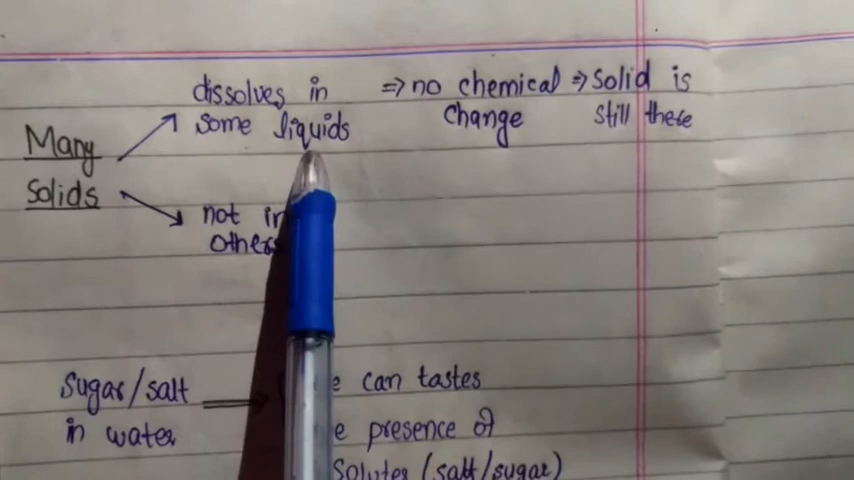 dissolves in ⇒ no chemical ⇒ solid is
some liquids change still there
Many
solids
not in
others
sugar/salt can tastes
in water presence of
solutes (salt/sugar)